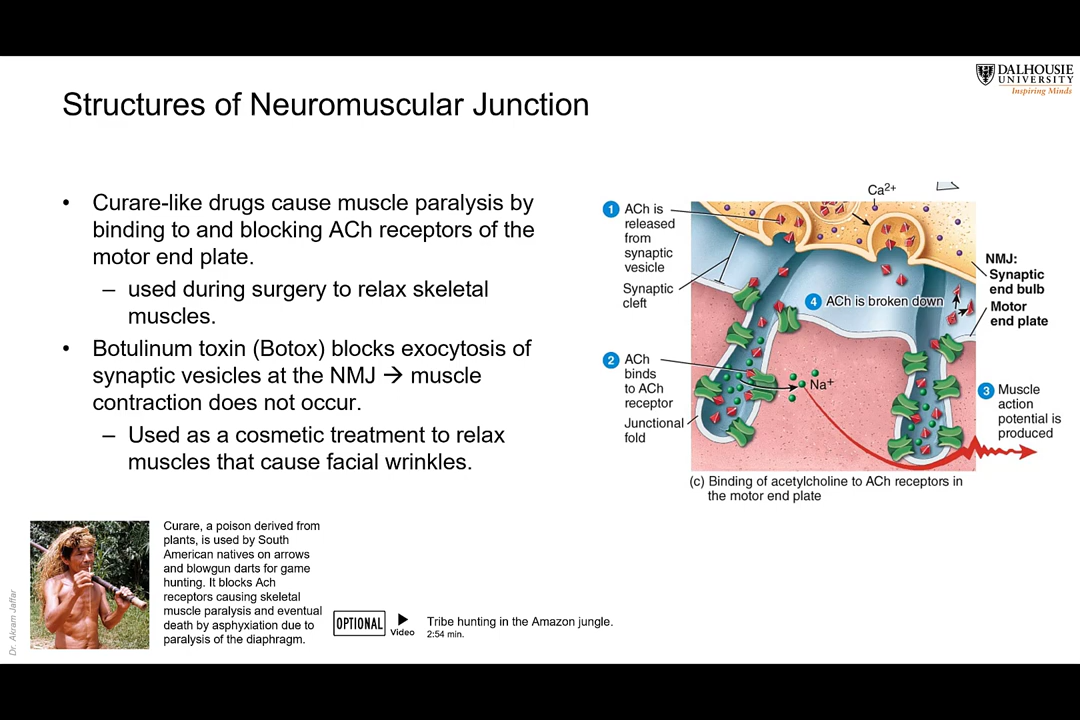 DALHOUSIE
UNIVERSITY
Inspiring Minds
Structures of Neuromuscular Junction
• Curare-like drugs cause muscle paralysis by
binding to and blocking ACh receptors of the
motor end plate.
– used during surgery to relax skeletal
muscles.
• Botulinum toxin (Botox) blocks exocytosis of
synaptic vesicles at the NMJ → muscle
contraction does not occur.
– Used as a cosmetic treatment to relax
muscles that cause facial wrinkles.
Ca2+
1 ACh is
released
from
synaptic
vesicle
Synaptic
cleft
4 ACh is broken down
NMJ:
Synaptic
end bulb
Motor
end plate
2 ACh
binds
to ACh
receptor
Junctional
fold
Na+
3 Muscle
action
potential is
produced
(c) Binding of acetylcholine to ACh receptors in
the motor end plate
Curare, a poison derived from
plants, is used by South
American natives on arrows
and blowgun darts for game
hunting. It blocks Ach
receptors causing skeletal
muscle paralysis and eventual
death by asphyxiation due to
paralysis of the diaphragm.
OPTIONAL
Video
Tribe hunting in the Amazon jungle.
2:54 min.
Dr. Akram Jaffar